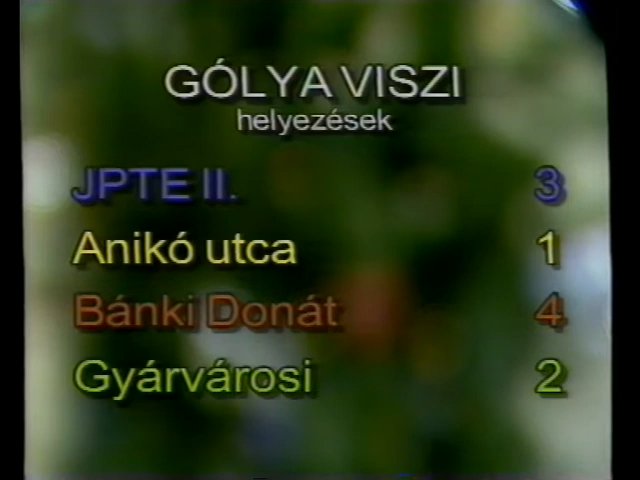 GÓLYA VISZI
helyezések
JPTE II. 3
Anikó utca 1
Bánki Donát 4
Gyárvárosi 2